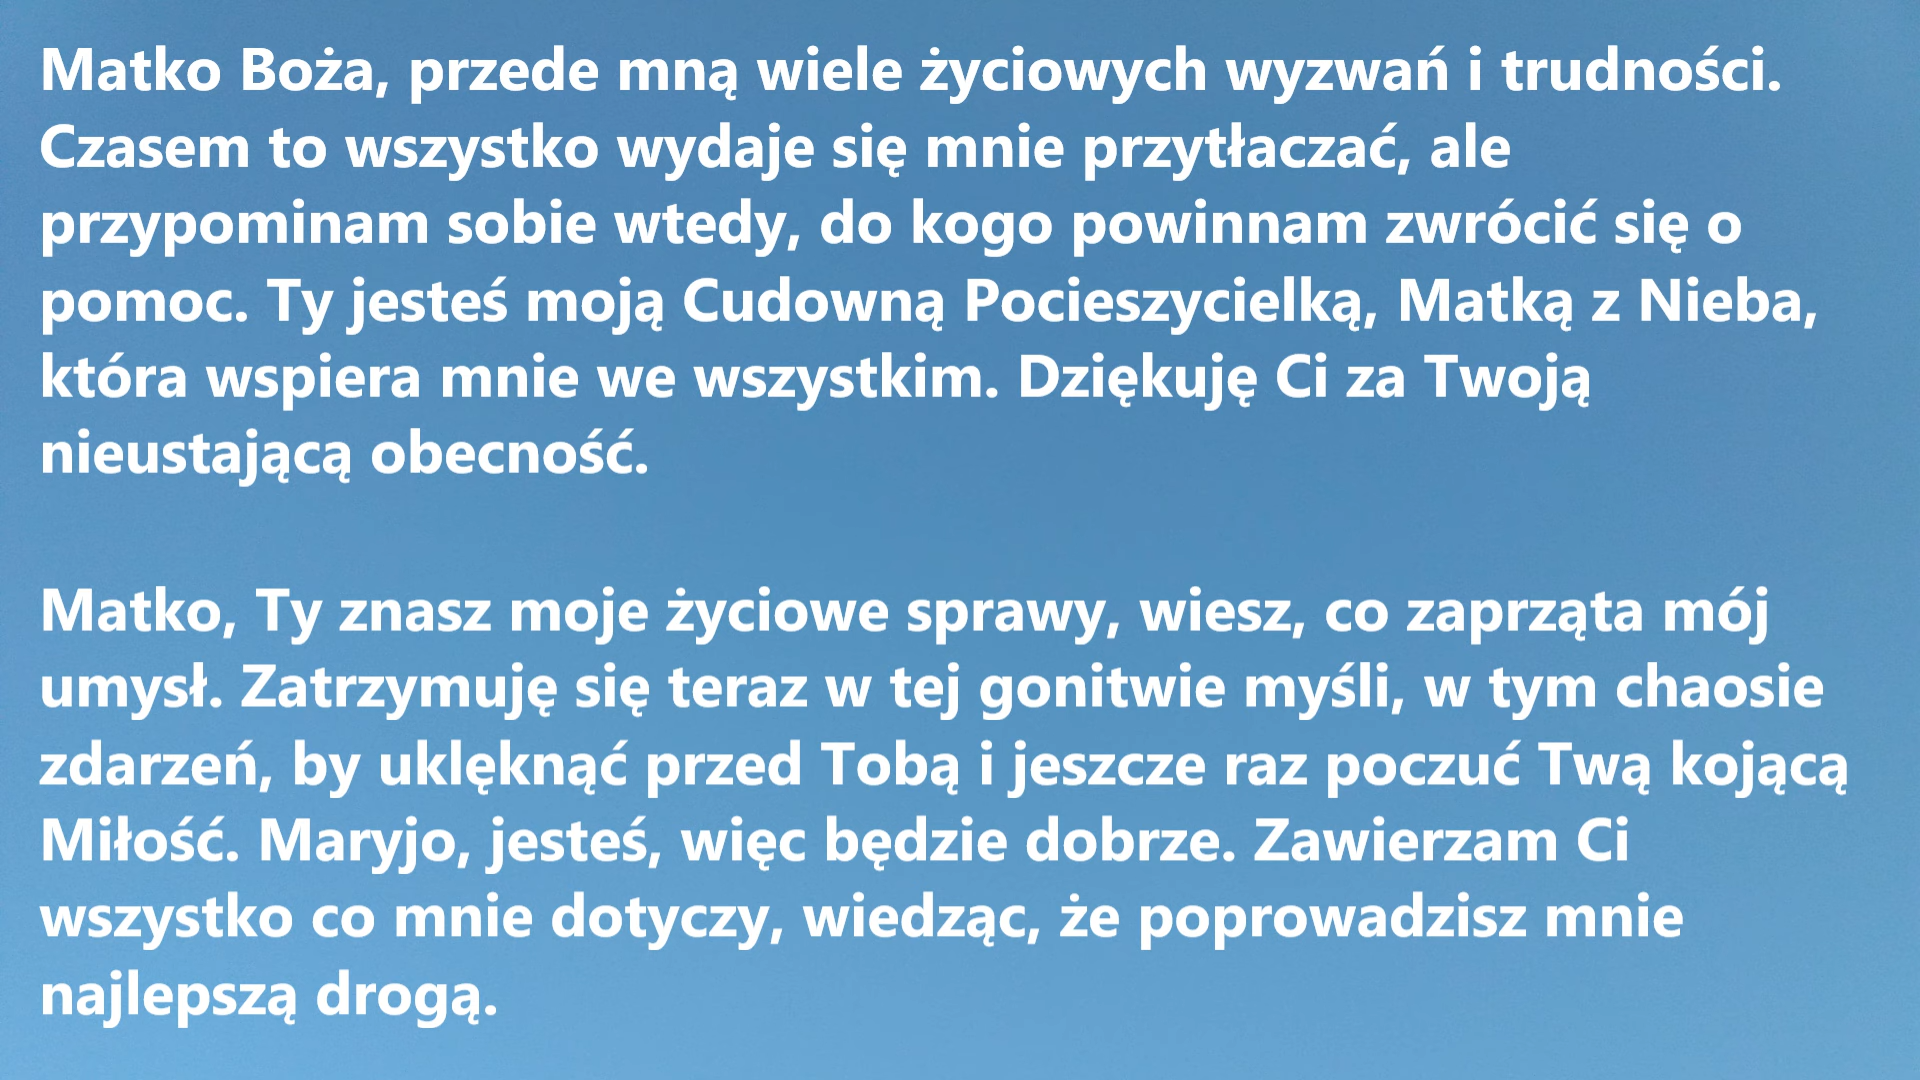 Matko Boża, przede mną wiele życiowych wyzwań i trudności.
Czasem to wszystko wydaje się mnie przytłaczać, ale
przypominam sobie wtedy, do kogo powinnam zwrócić się o
pomoc. Ty jesteś moją Cudowną Pocieszycielką, Matką z Nieba,
która wspiera mnie we wszystkim. Dziękuję Ci za Twoją
nieustającą obecność.
Matko, Ty znasz moje życiowe sprawy, wiesz, co zaprząta mój
umysł. Zatrzymuję się teraz w tej gonitwie myśli, w tym chaosie
zdarzeń, by uklęknąć przed Tobą i jeszcze raz poczuć Twą kojącą
Miłość. Maryjo, jesteś, więc będzie dobrze. Zawierzam Ci
wszystko co mnie dotyczy, wiedząc, że poprowadzisz mnie
najlepszą drogą.